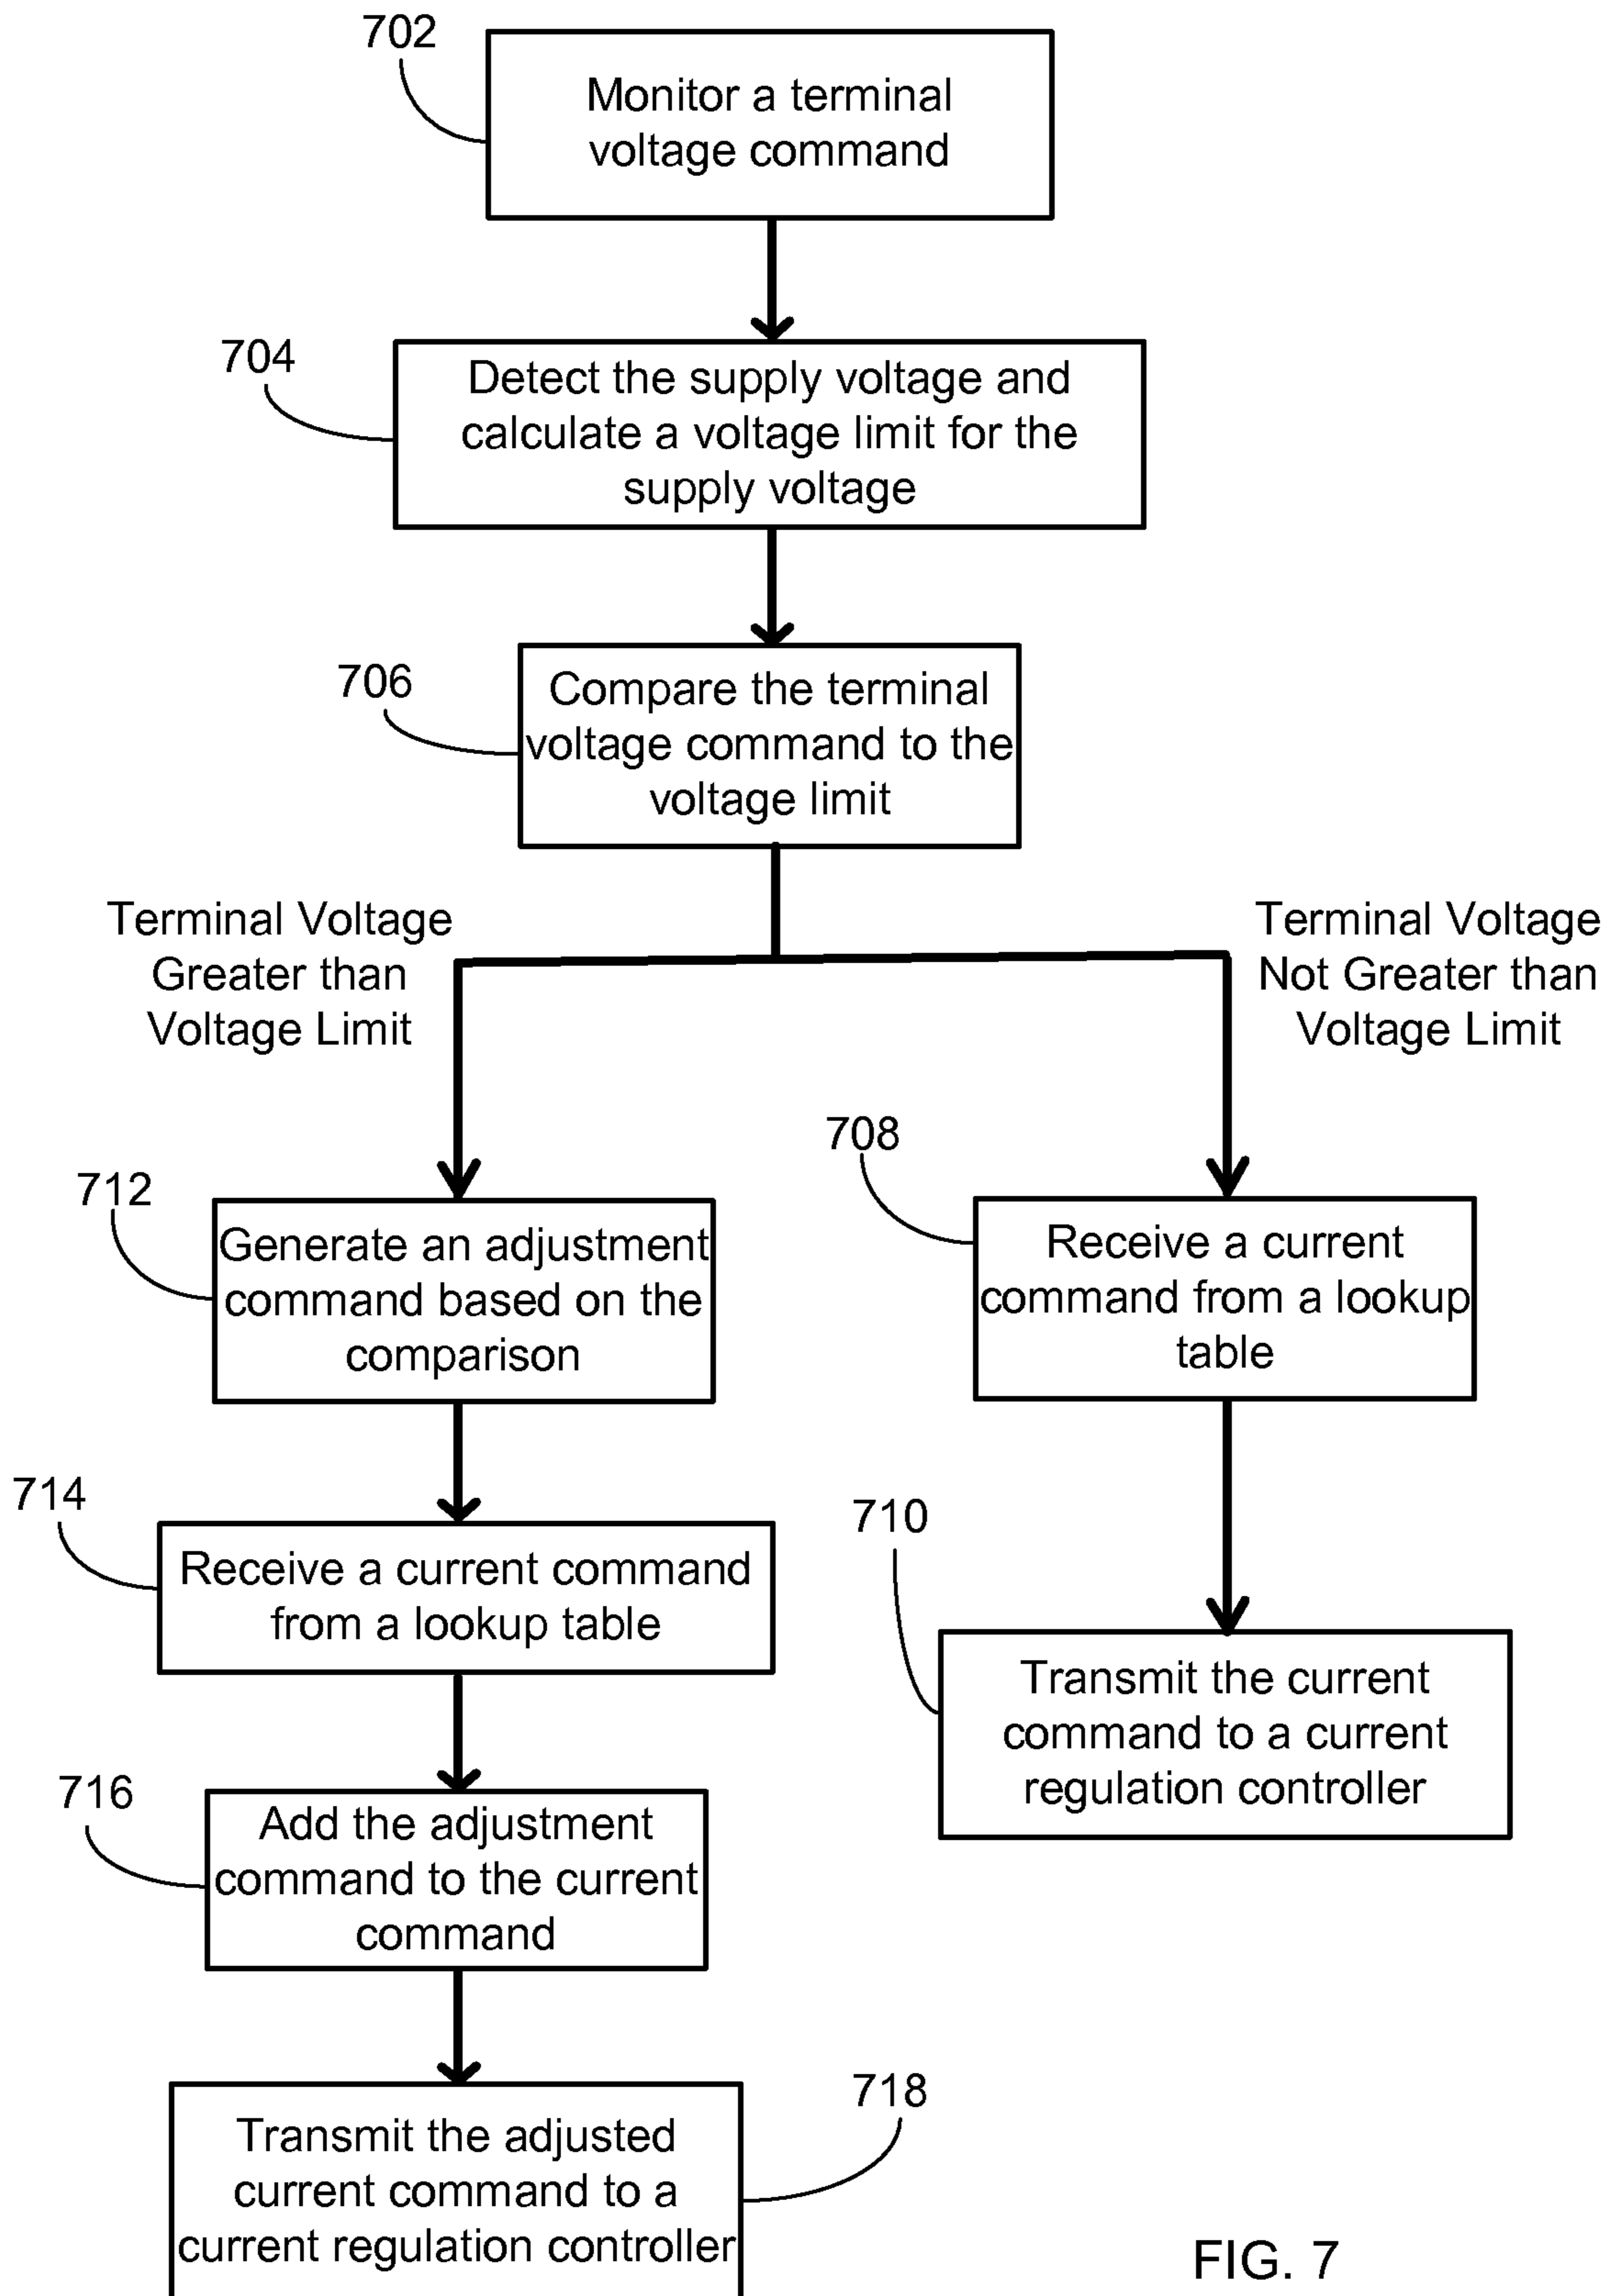 702
Monitor a terminal
voltage command
704
Detect the supply voltage and
calculate a voltage limit for the
supply voltage
706
Compare the terminal
voltage command to the
voltage limit
Terminal Voltage
Greater than
Voltage Limit
Terminal Voltage
Not Greater than
Voltage Limit
712
Generate an adjustment
command based on the
comparison
708
Receive a current
command from a lookup
table
714
Receive a current command
from a lookup table
710
Transmit the current
command to a current
regulation controller
716
Add the adjustment
command to the current
command
718
Transmit the adjusted
current command to a
current regulation controller
FIG. 7